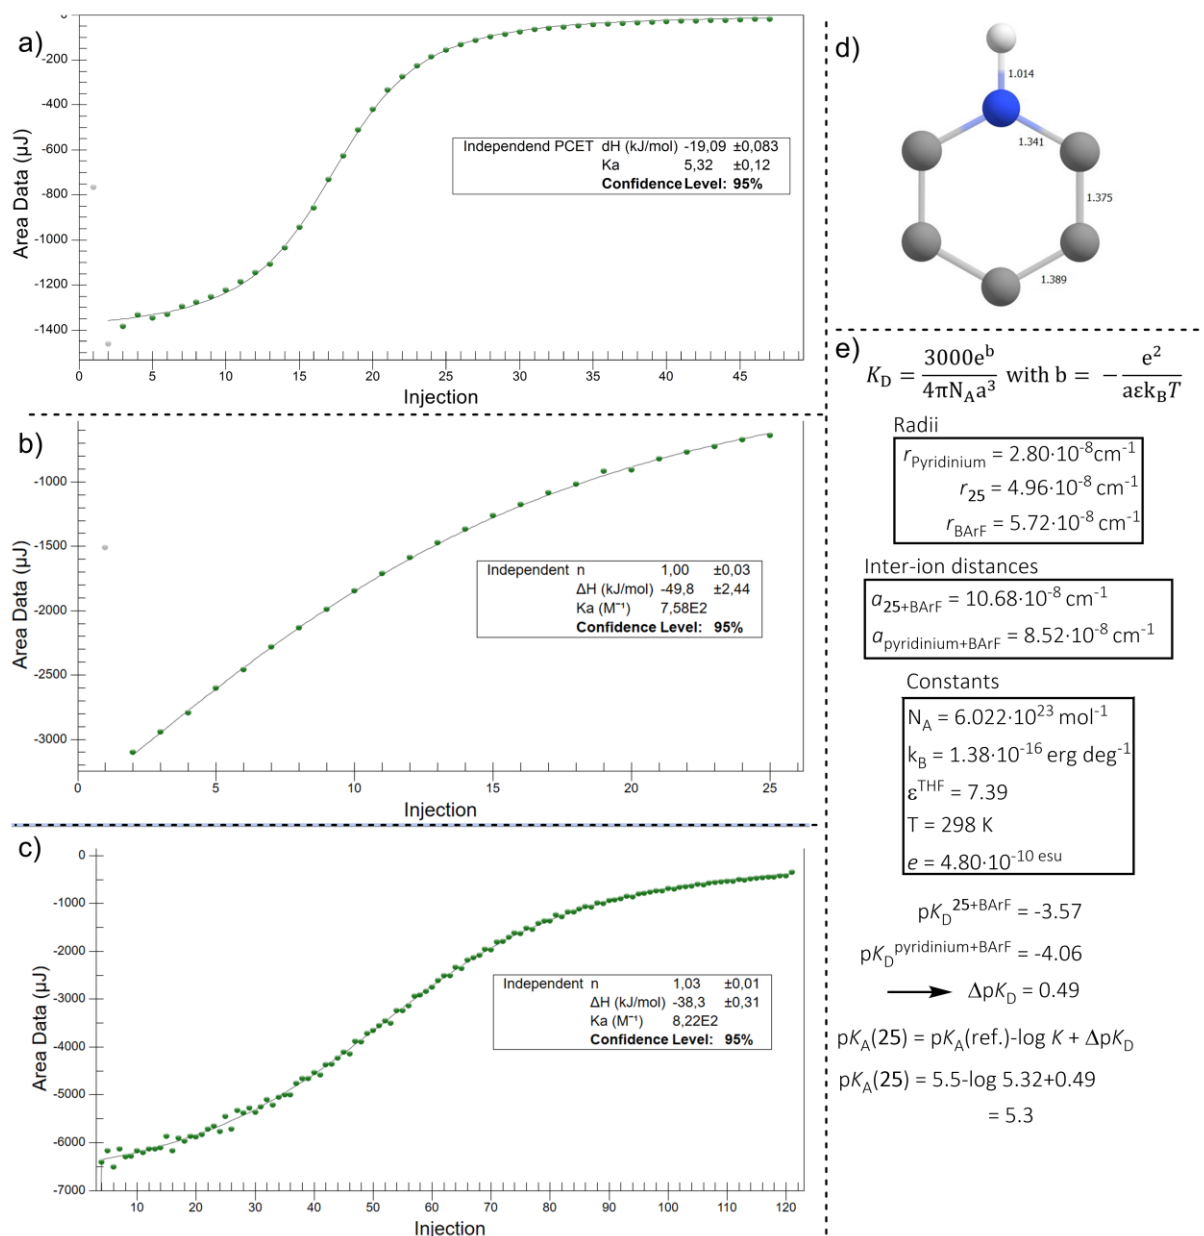 a)
0
-200
-400
-600
-800
-1000
-1200
-1400
Area Data (µJ)
0 5 10 15 20 25 30 35 40 45
Injection
Independend PCET dH (kJ/mol) -19,09 ±0,083
Ka 5,32 ±0,12
Confidence Level: 95%
b)
-1000
-1500
-2000
-2500
-3000
Area Data (µJ)
0 5 10 15 20 25
Injection
Independent n 1,00 ±0,03
ΔH (kJ/mol) -49,8 ±2,44
Ka (M⁻¹) 7,58E2
Confidence Level: 95%
c)
0
-1000
-2000
-3000
-4000
-5000
-6000
-7000
Area Data (µJ)
10 20 30 40 50 60 70 80 90 100 110 120
Injection
Independent n 1,03 ±0,01
ΔH (kJ/mol) -38,3 ±0,31
Ka (M⁻¹) 8,22E2
Confidence Level: 95%
d)
1.014
1.341
1.375
1.389
e)
K_D = 3000e^b / 4πN_A a³ with b = − e² / aεk_B T
Radii
r_Pyridinium = 2.80·10⁻⁸cm⁻¹
r_25 = 4.96·10⁻⁸ cm⁻¹
r_BArF = 5.72·10⁻⁸ cm⁻¹
Inter-ion distances
a_25+BArF = 10.68·10⁻⁸ cm⁻¹
a_pyridinium+BArF = 8.52·10⁻⁸ cm⁻¹
Constants
N_A = 6.022·10²³ mol⁻¹
k_B = 1.38·10⁻¹⁶ erg deg⁻¹
ε^THF = 7.39
T = 298 K
e = 4.80·10^-10 esu
pK_D^25+BArF = -3.57
pK_D^pyridinium+BArF = -4.06
→ ΔpK_D = 0.49
pK_A(25) = pK_A(ref.)-log K + ΔpK_D
pK_A(25) = 5.5-log 5.32+0.49
= 5.3